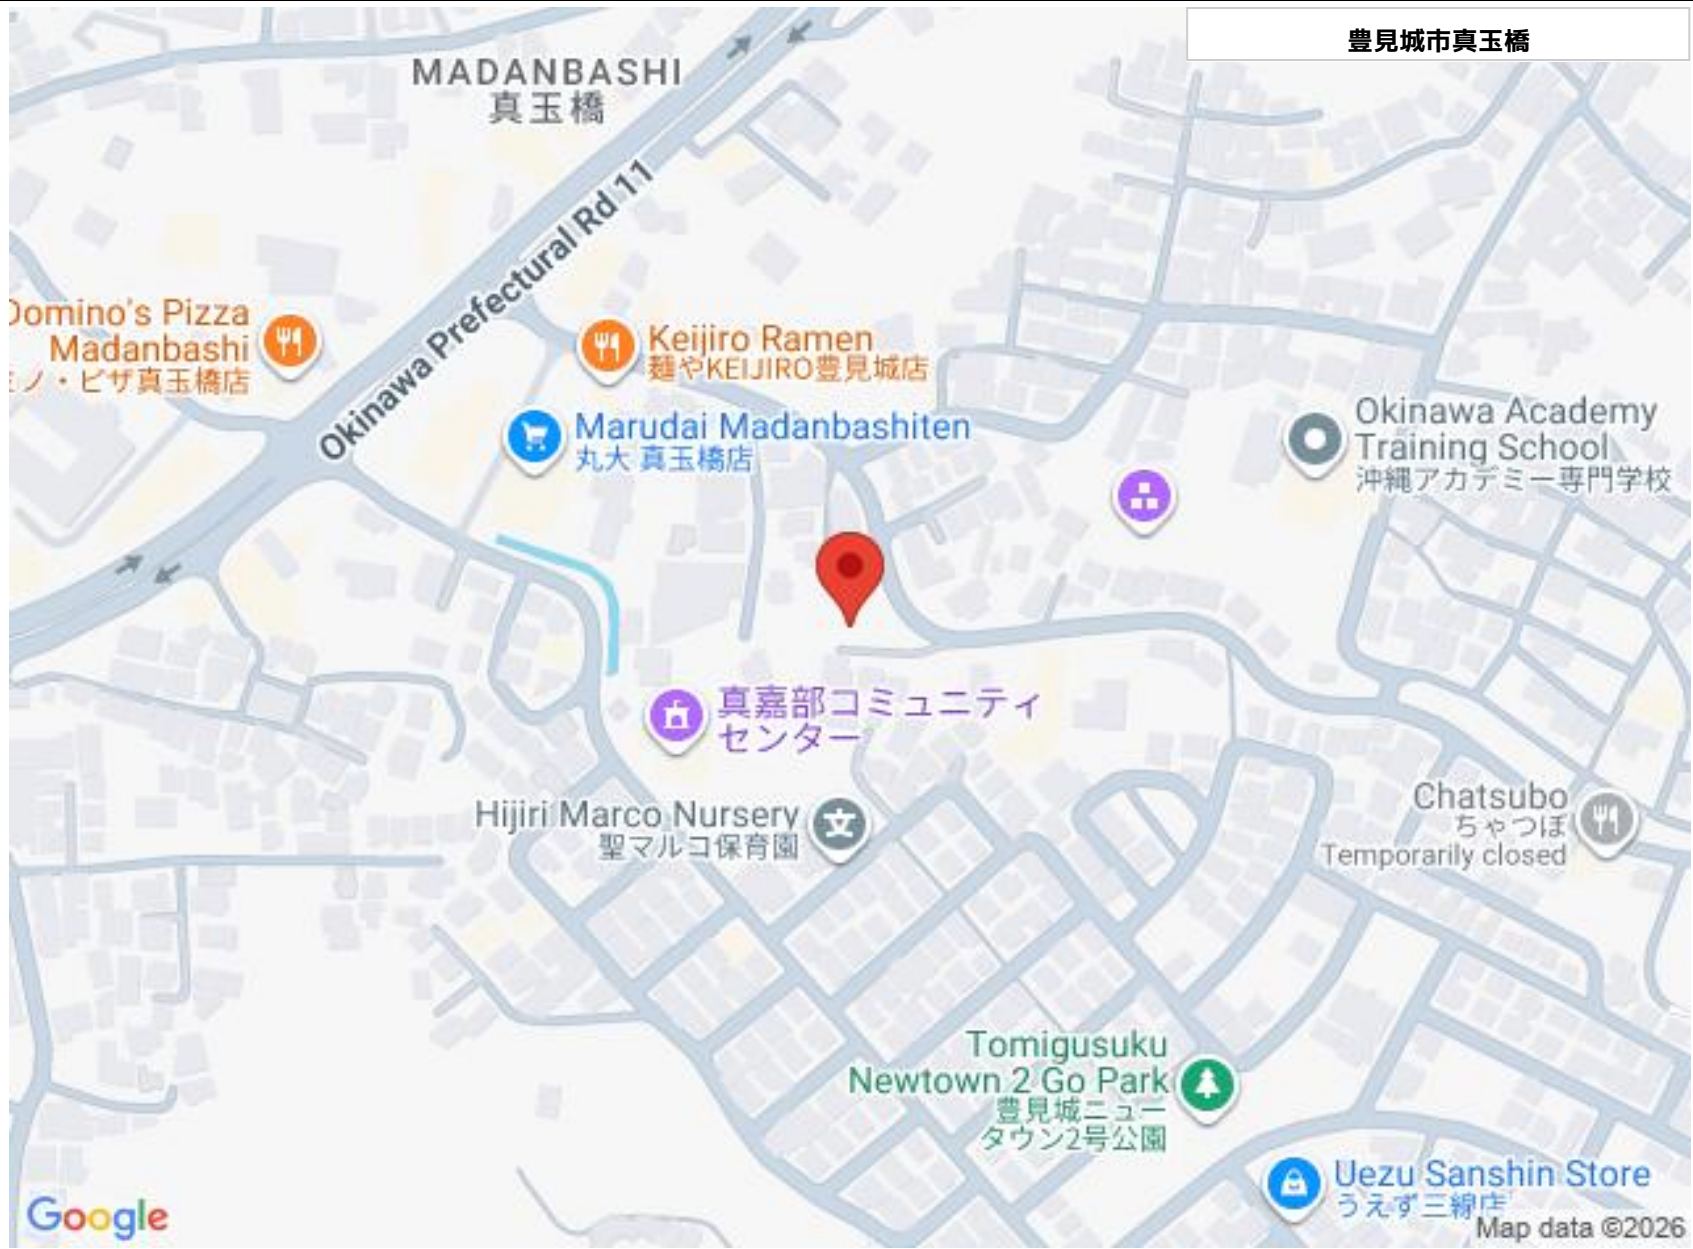 豊見城市真玉橋
MADANBASHI
真玉橋
Okinawa Prefectural Rd 11
Domino's Pizza
Madanbashi
ノ・ピザ真玉橋店
Keijiro Ramen
麺やKEIJIRO豊見城店
Marudai Madanbashiten
丸大 真玉橋店
Okinawa Academy
Training School
沖縄アカデミー専門学校
真嘉部コミュニティ
センター
Hijiri Marco Nursery
聖マルコ保育園
文
Chatsubo
ちゃつぼ
Temporarily closed
Tomigusuku
Newtown 2 Go Park
豊見城ニュー
タウン2号公園
Uezu Sanshin Store
うえず三線店
Google
Map data ©2026